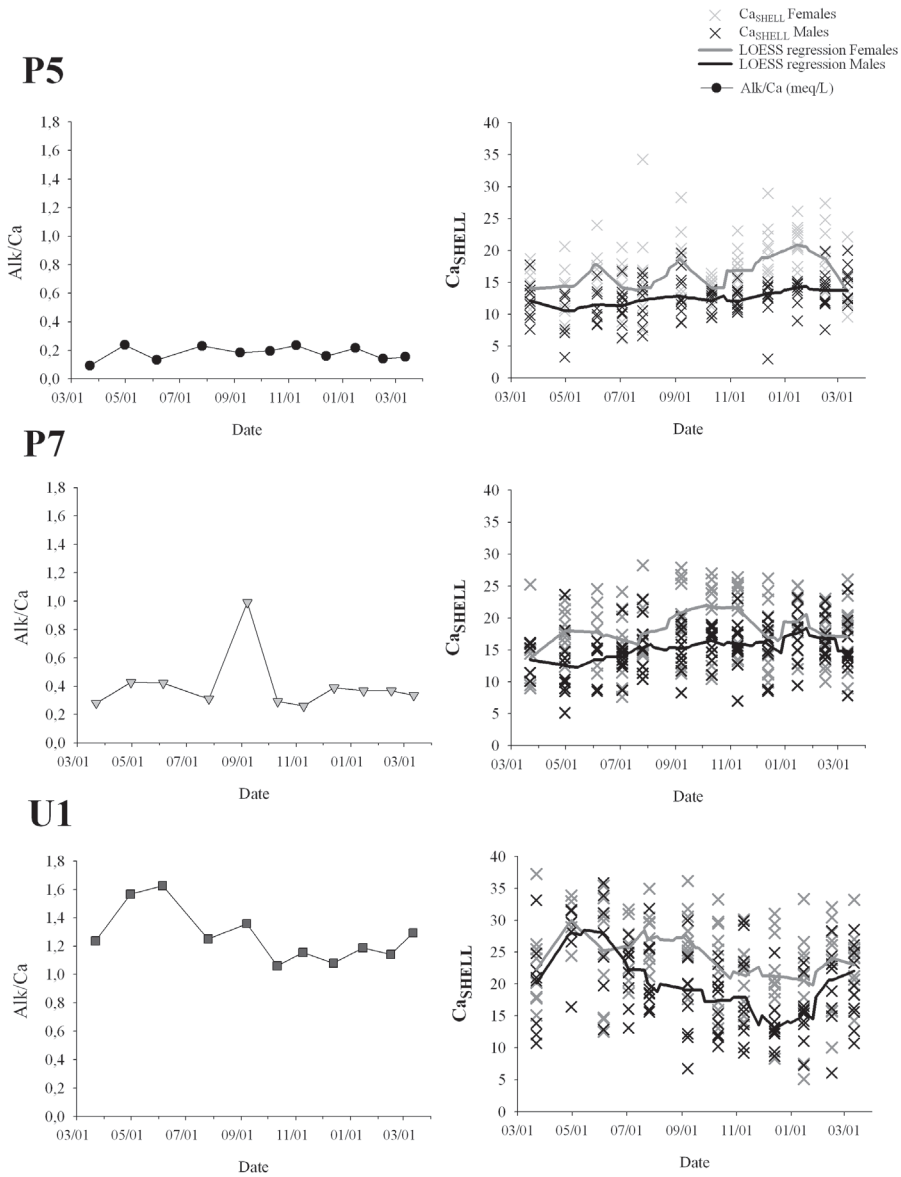 Ca_SHELL Females
Ca_SHELL Males
LOESS regression Females
LOESS regression Males
Alk/Ca (meq/L)
P5
1,8
1,6
1,4
1,2
1,0
0,8
0,6
0,4
0,2
0,0
Alk/Ca
03/01 05/01 07/01 09/01 11/01 01/01 03/01
Date
40
35
30
25
20
15
10
5
0
Ca_SHELL
03/01 05/01 07/01 09/01 11/01 01/01 03/01
Date
P7
1,8
1,6
1,4
1,2
1,0
0,8
0,6
0,4
0,2
0,0
Alk/Ca
03/01 05/01 07/01 09/01 11/01 01/01 03/01
Date
40
35
30
25
20
15
10
5
0
Ca_SHELL
03/01 05/01 07/01 09/01 11/01 01/01 03/01
Date
U1
1,8
1,6
1,4
1,2
1,0
0,8
0,6
0,4
0,2
0,0
Alk/Ca
03/01 05/01 07/01 09/01 11/01 01/01 03/01
Date
40
35
30
25
20
15
10
5
0
Ca_SHELL
03/01 05/01 07/01 09/01 11/01 01/01 03/01
Date